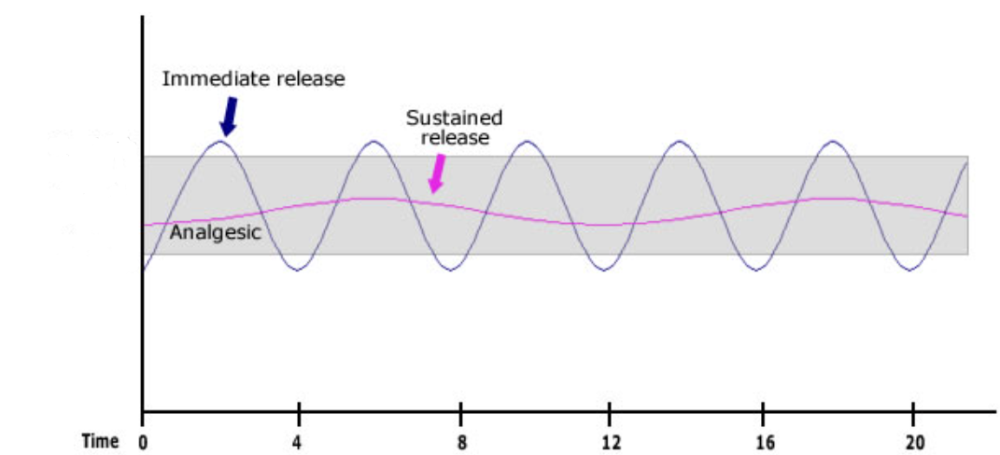 Immediate release
Sustained
release
Analgesic
Time 0 4 8 12 16 20